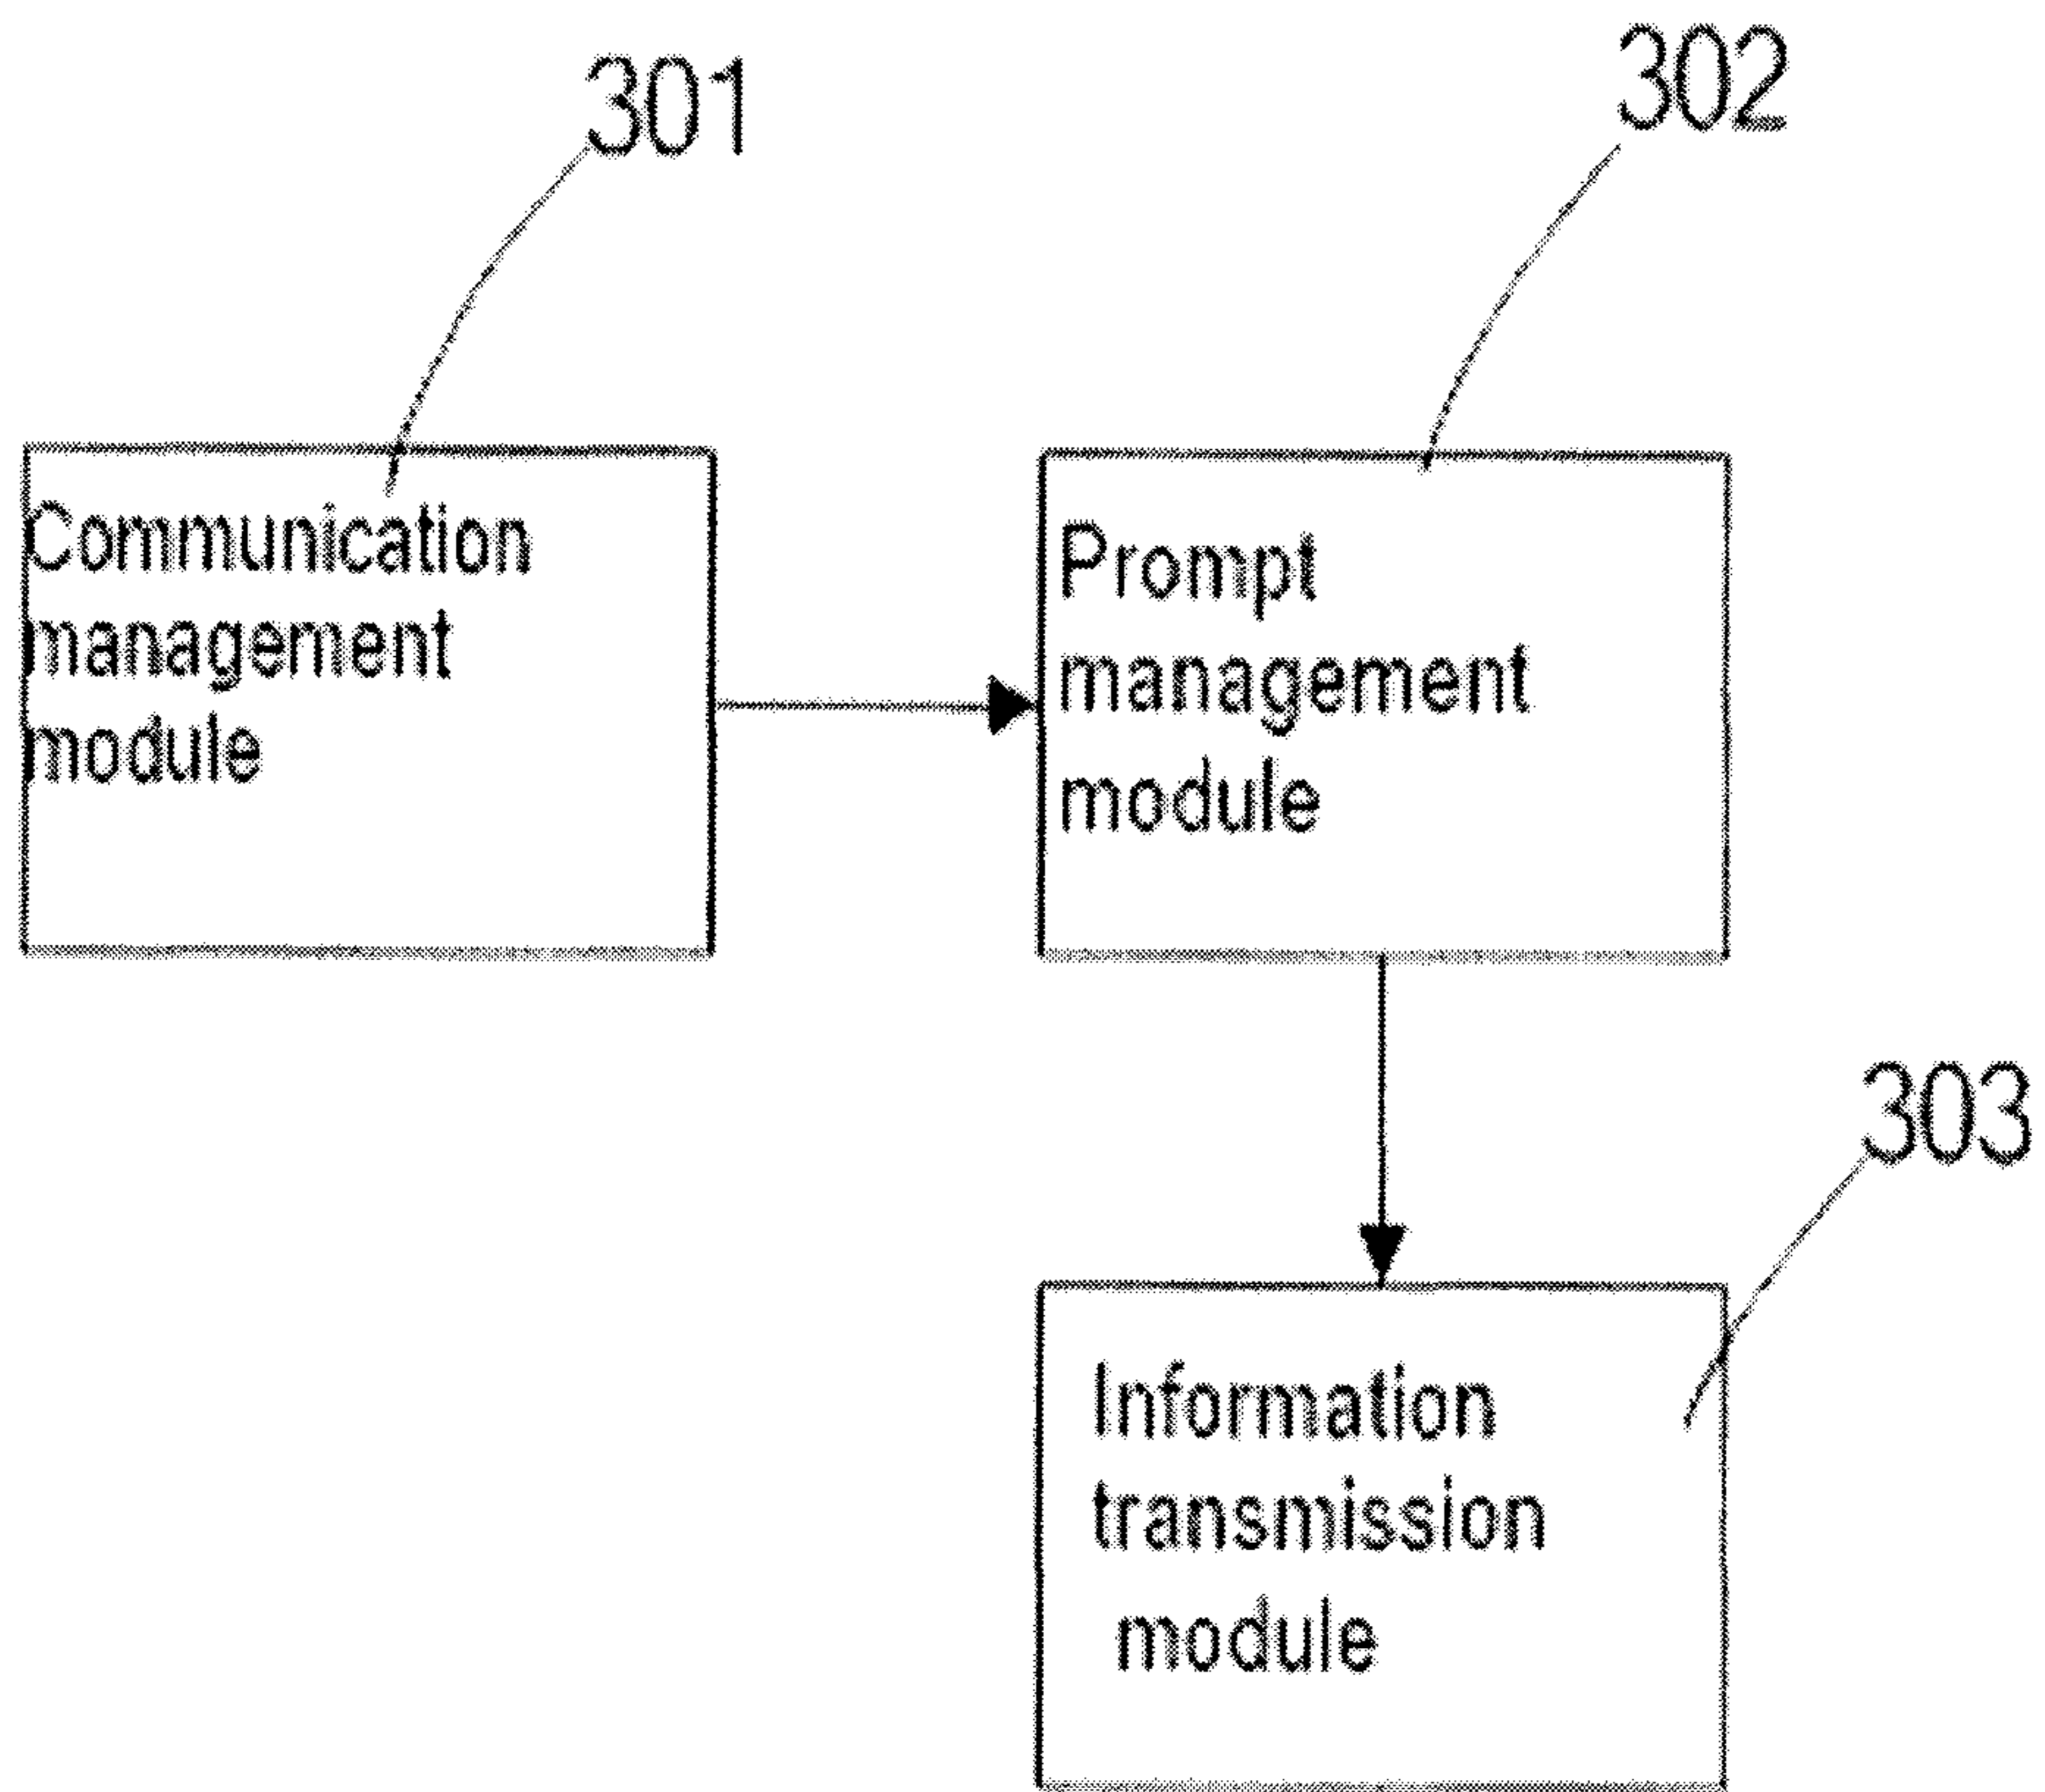 301
302
Communication
management
module
Prompt
management
module
303
Information
transmission
module